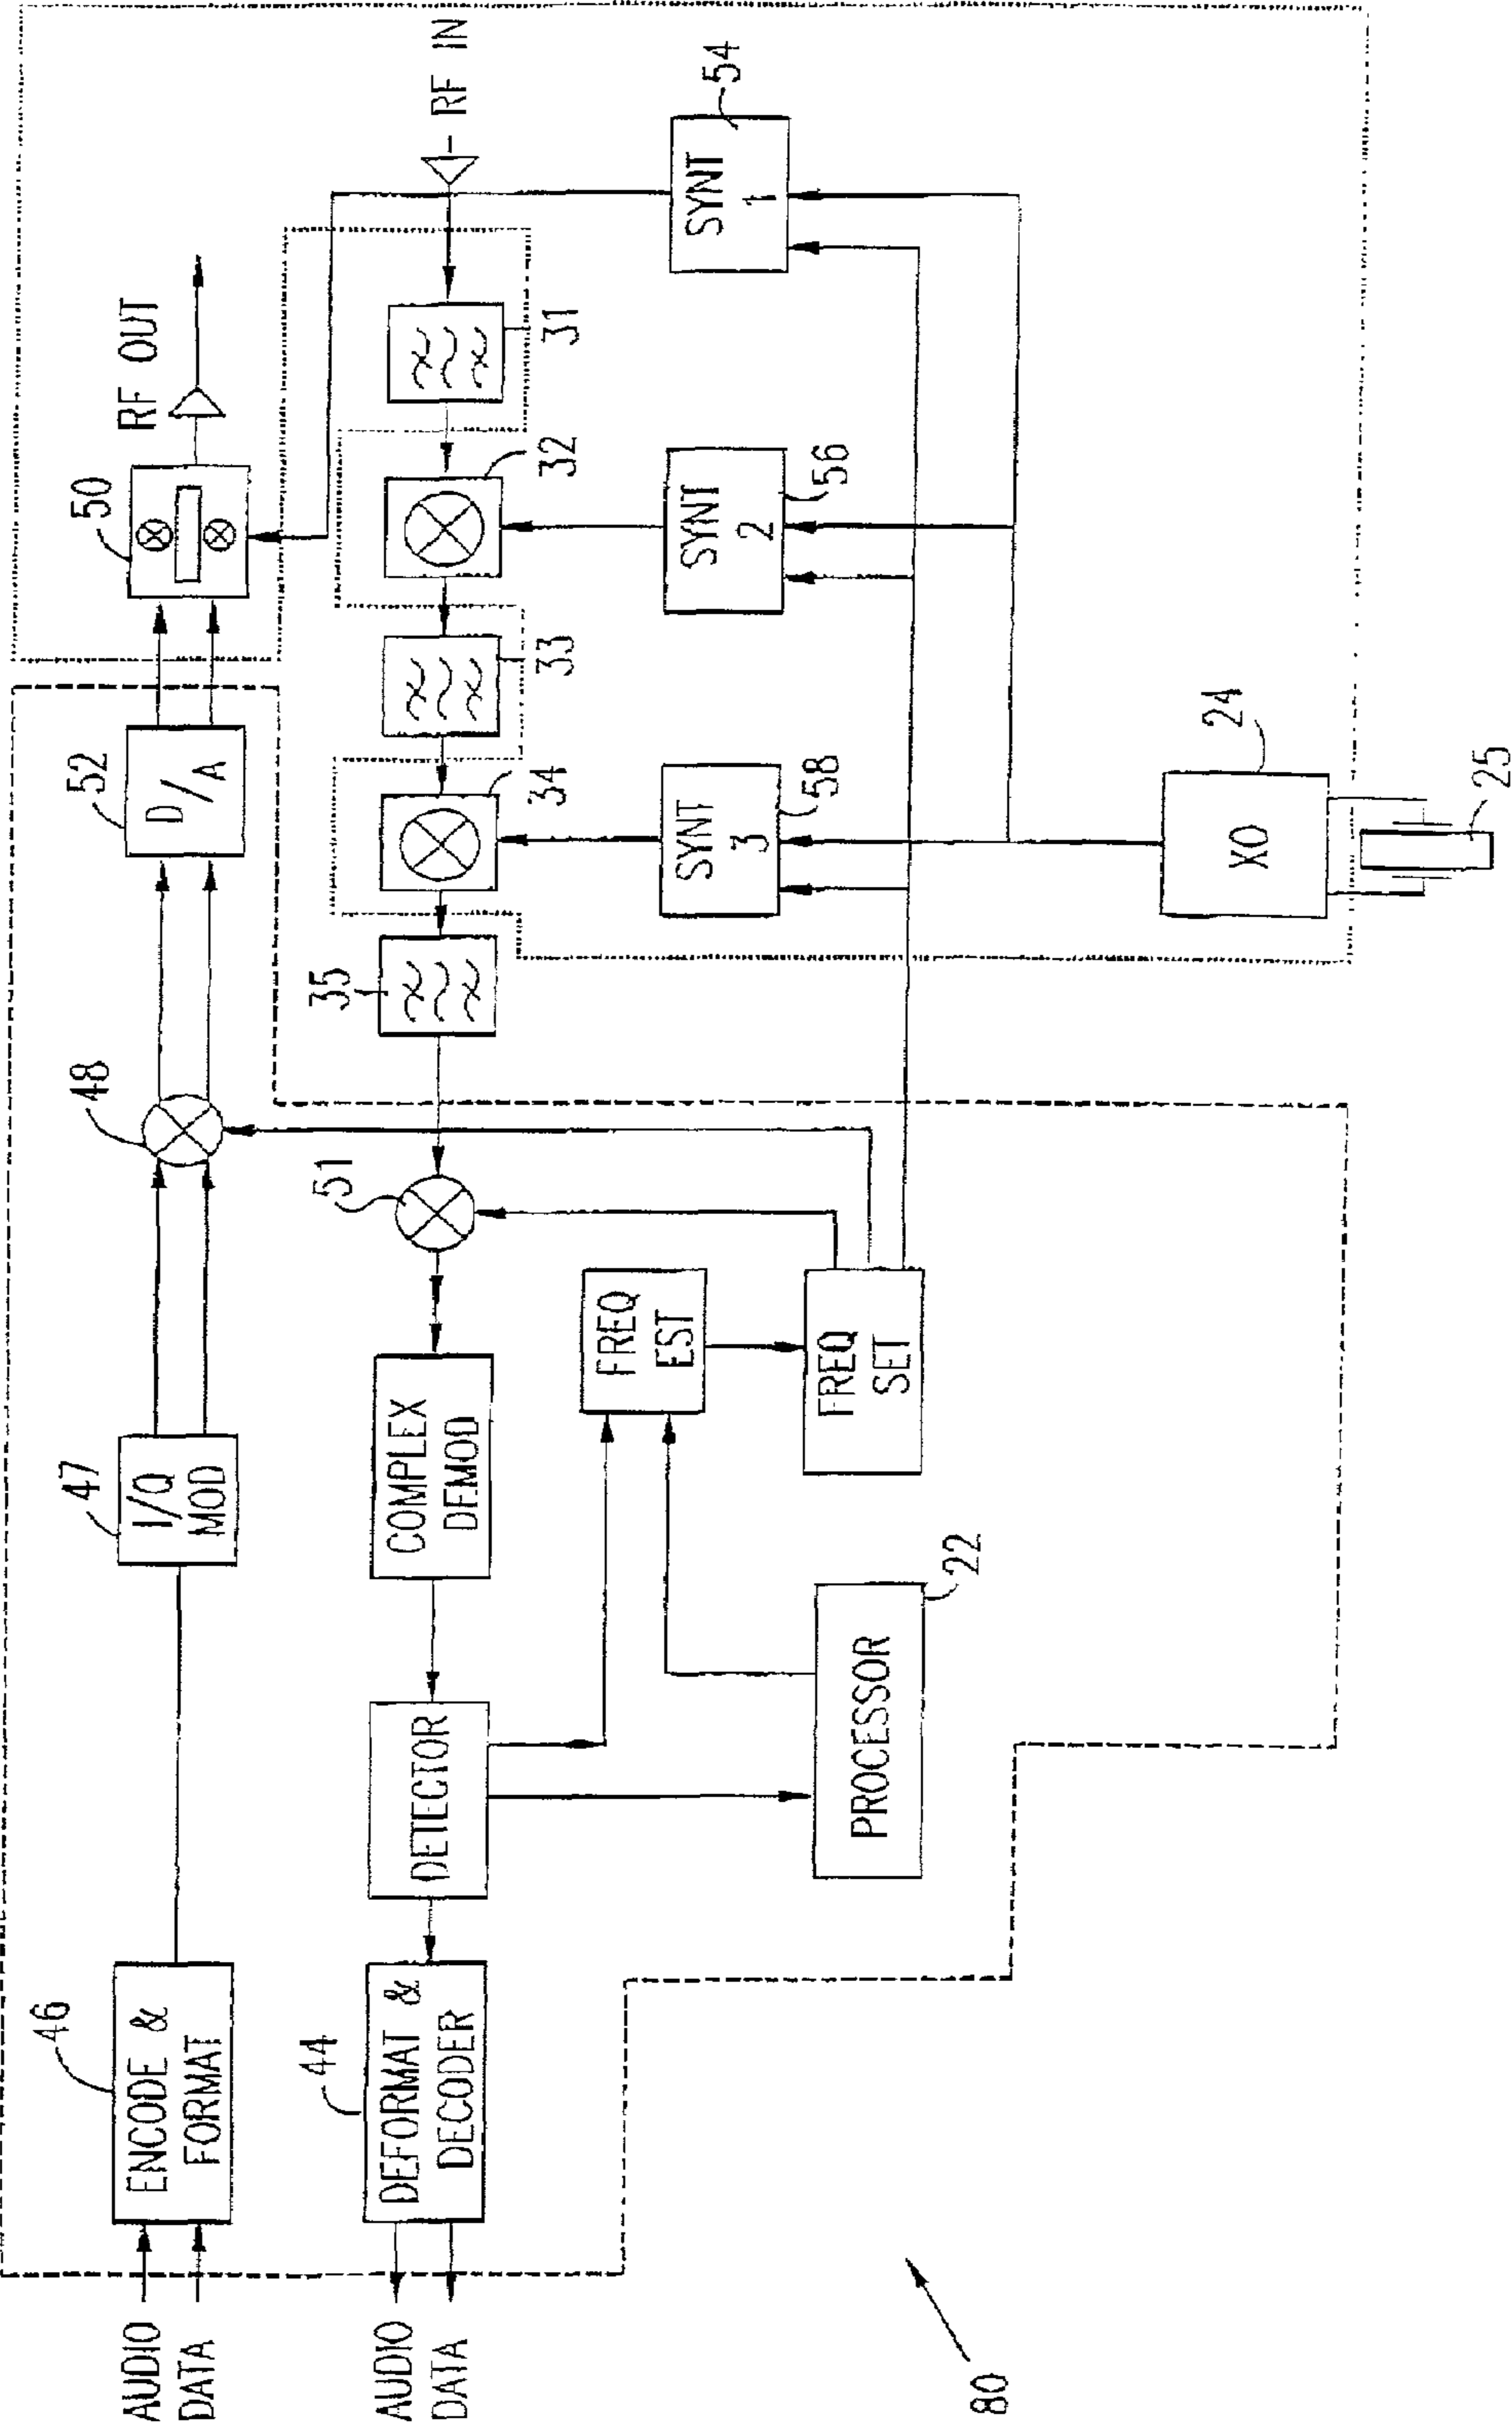 AUDIO
DATA
46
ENCODE &
FORMAT
47
I/Q
MOD
48
52
D/A
50
RF OUT
AUDIO
DATA
44
DEFORMAT &
DECODER
DETECTOR
COMPLEX
DEMOD
51
35
34
33
32
31
RF IN
PROCESSOR
22
FREQ
EST
FREQ
SET
SYNT
3
58
SYNT
2
56
SYNT
1
54
XO
24
25
80